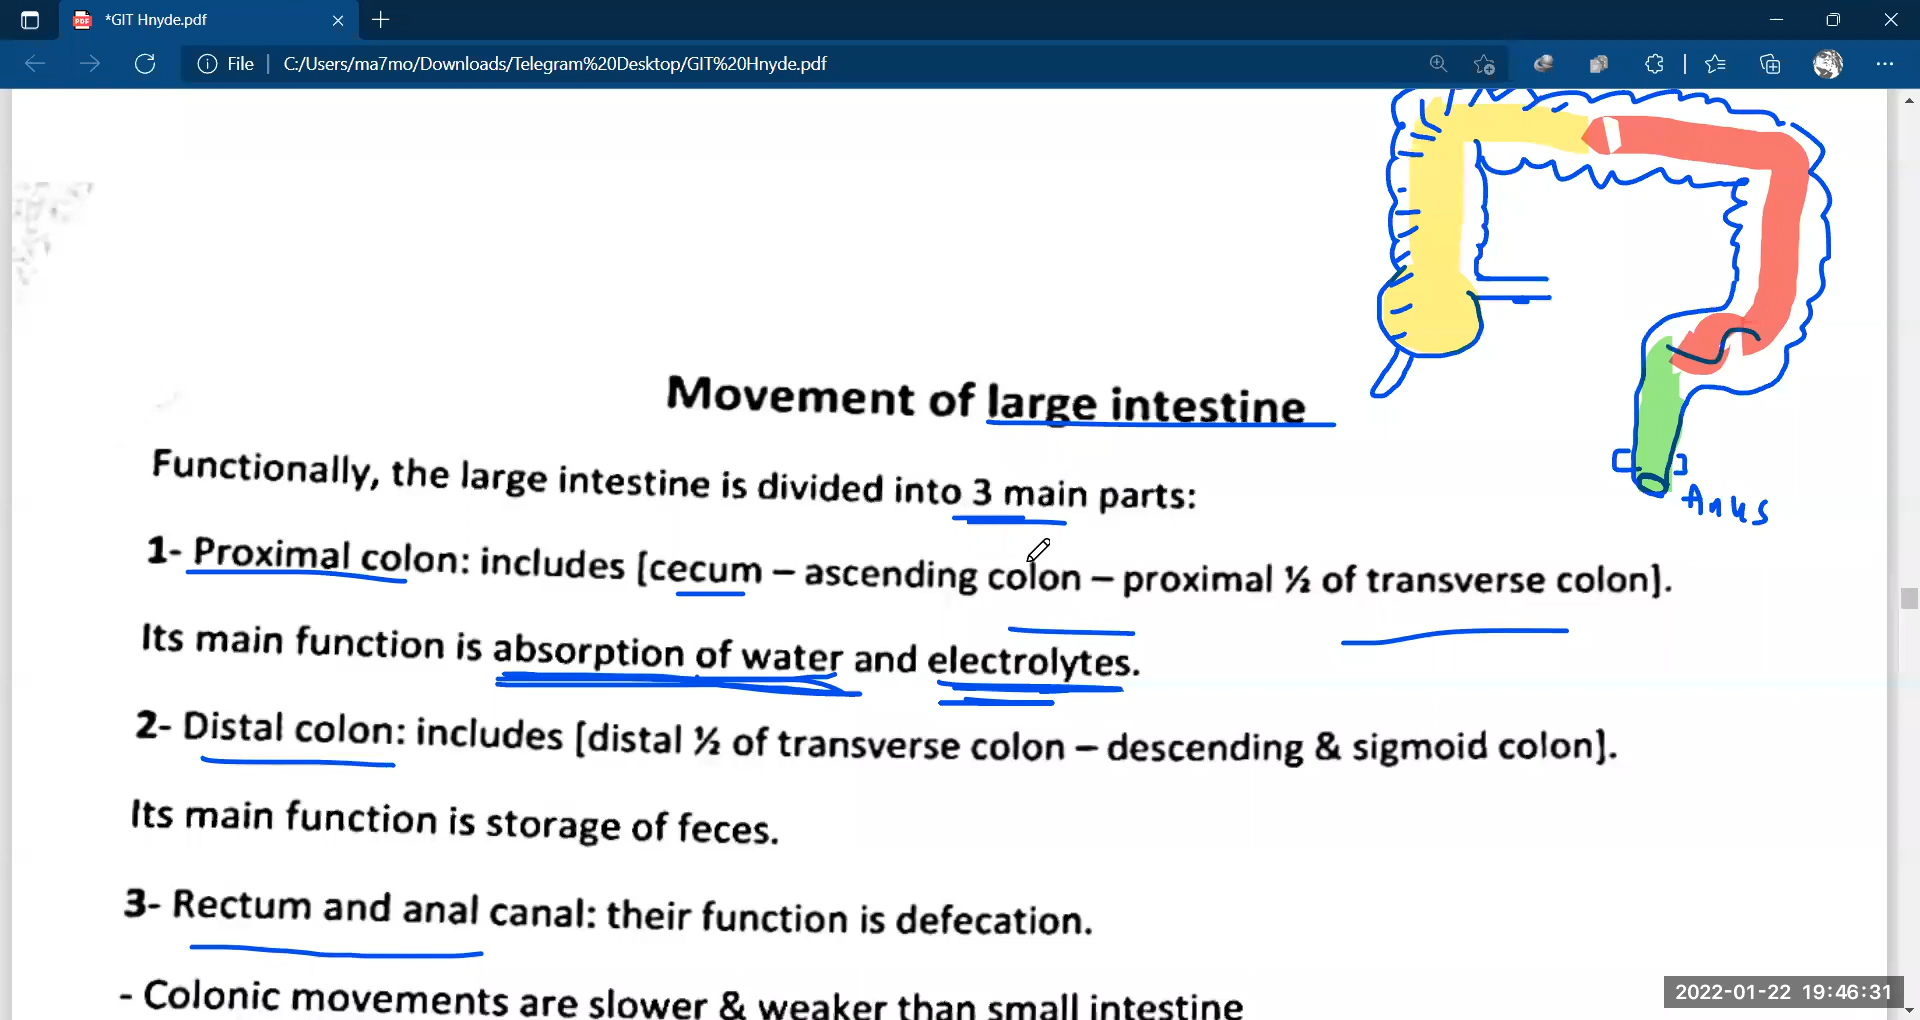 *GIT Hnyde.pdf
File | C:/Users/ma7mo/Downloads/Telegram%20Desktop/GIT%20Hnyde.pdf
Movement of large intestine
Functionally, the large intestine is divided into 3 main parts:
Anus
1- Proximal colon: includes [cecum – ascending colon – proximal ½ of transverse colon].
Its main function is absorption of water and electrolytes.
2- Distal colon: includes [distal ½ of transverse colon – descending & sigmoid colon].
Its main function is storage of feces.
3- Rectum and anal canal: their function is defecation.
- Colonic movements are slower & weaker than small intestine
2022-01-22 19:46:31